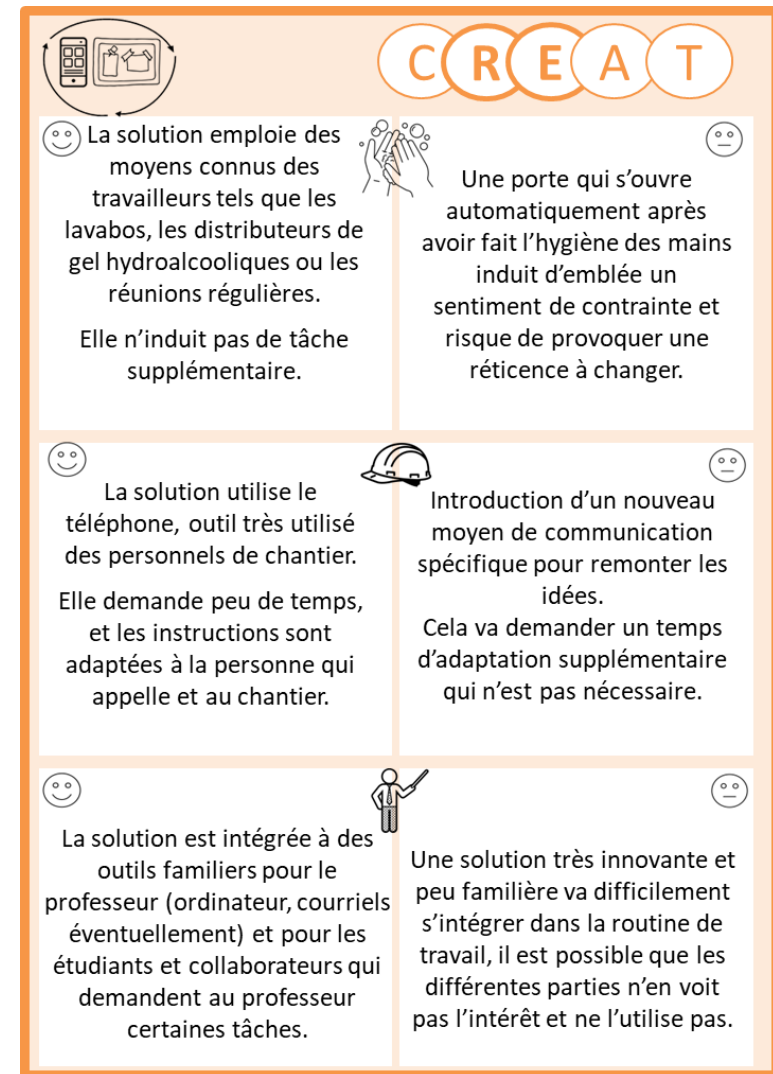 C R E A T
La solution emploie des
moyens connus des
travailleurs tels que les
lavabos, les distributeurs de
gel hydroalcooliques ou les
réunions régulières.
Elle n’induit pas de tâche
supplémentaire.
Une porte qui s’ouvre
automatiquement après
avoir fait l’hygiène des mains
induit d’emblée un
sentiment de contrainte et
risque de provoquer une
réticence à changer.
La solution utilise le
téléphone, outil très utilisé
des personnels de chantier.
Elle demande peu de temps,
et les instructions sont
adaptées à la personne qui
appelle et au chantier.
Introduction d’un nouveau
moyen de communication
spécifique pour remonter les
idées.
Cela va demander un temps
d’adaptation supplémentaire
qui n’est pas nécessaire.
La solution est intégrée à des
outils familiers pour le
professeur (ordinateur, courriels
éventuellement) et pour les
étudiants et collaborateurs qui
demandent au professeur
certaines tâches.
Une solution très innovante et
peu familière va difficilement
s’intégrer dans la routine de
travail, il est possible que les
différentes parties n’en voit
pas l’intérêt et ne l’utilise pas.